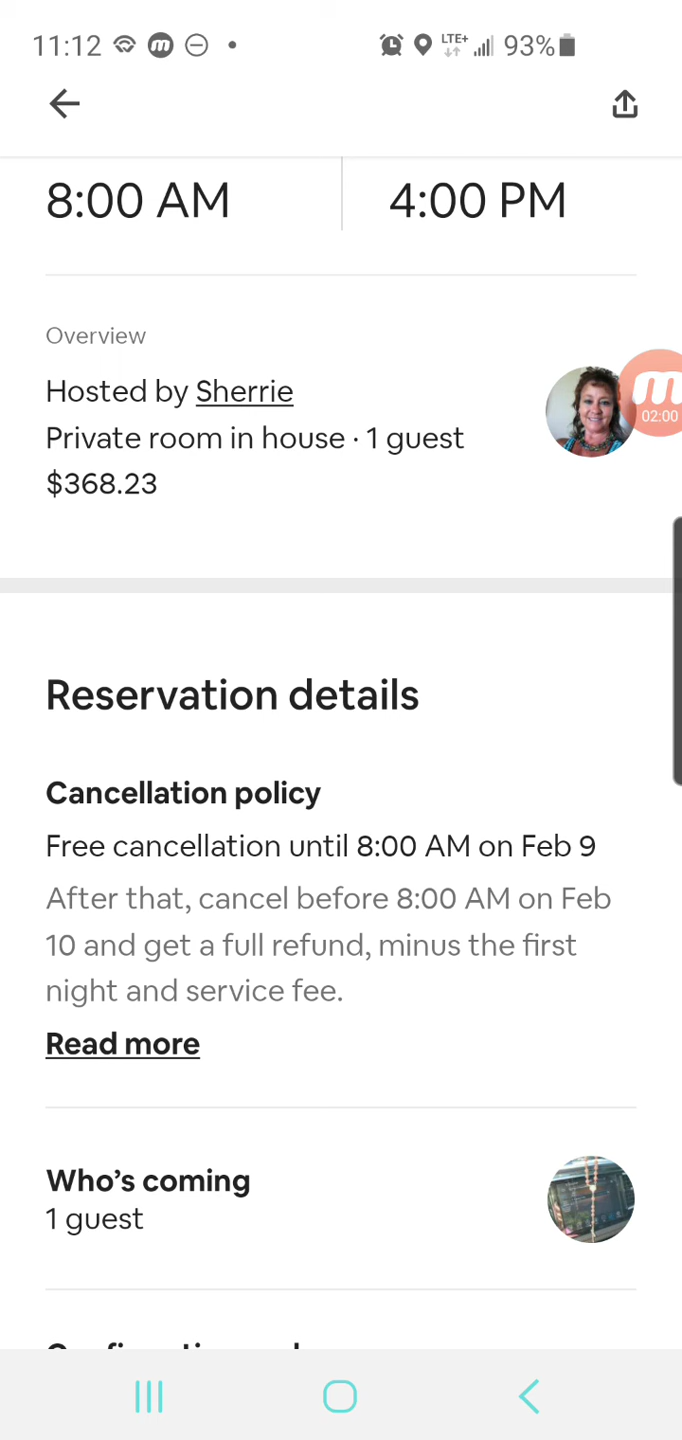 11:12 LTE+ 93%
8:00 AM 4:00 PM
Overview
Hosted by Sherrie
Private room in house · 1 guest
$368.23
02:00
Reservation details
Cancellation policy
Free cancellation until 8:00 AM on Feb 9
After that, cancel before 8:00 AM on Feb
10 and get a full refund, minus the first
night and service fee.
Read more
Who’s coming
1 guest